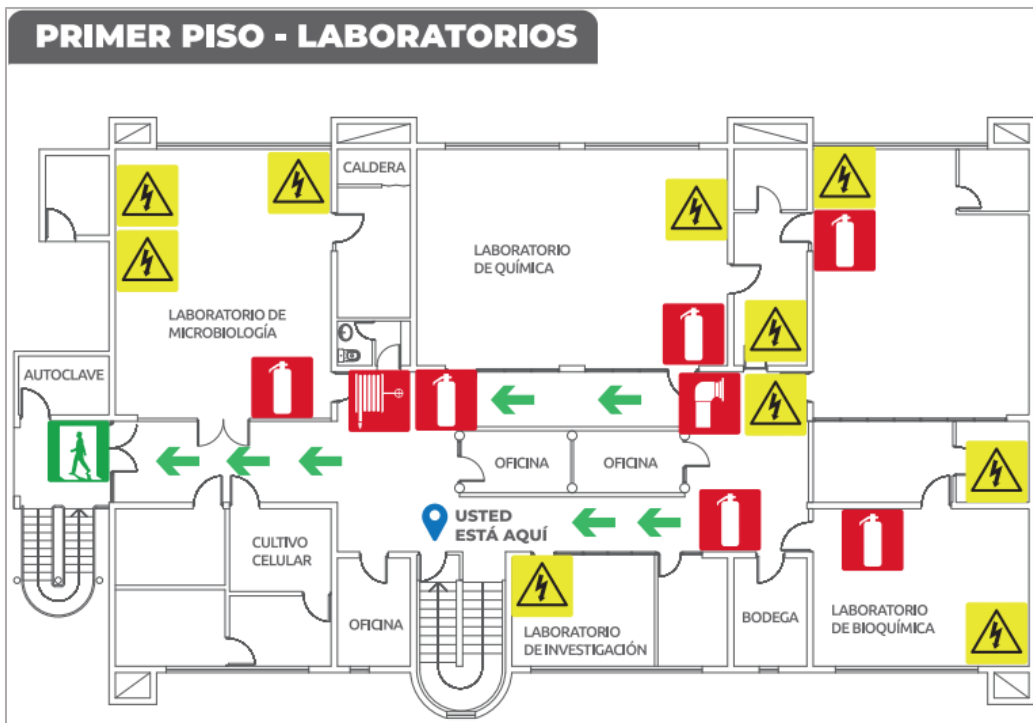 PRIMER PISO - LABORATORIOS
CALDERA
LABORATORIO
DE QUÍMICA
LABORATORIO DE
MICROBIOLOGÍA
AUTOCLAVE
OFICINA
OFICINA
USTED
ESTÁ AQUÍ
CULTIVO
CELULAR
OFICINA
LABORATORIO
DE INVESTIGACIÓN
BODEGA
LABORATORIO
DE BIOQUÍMICA